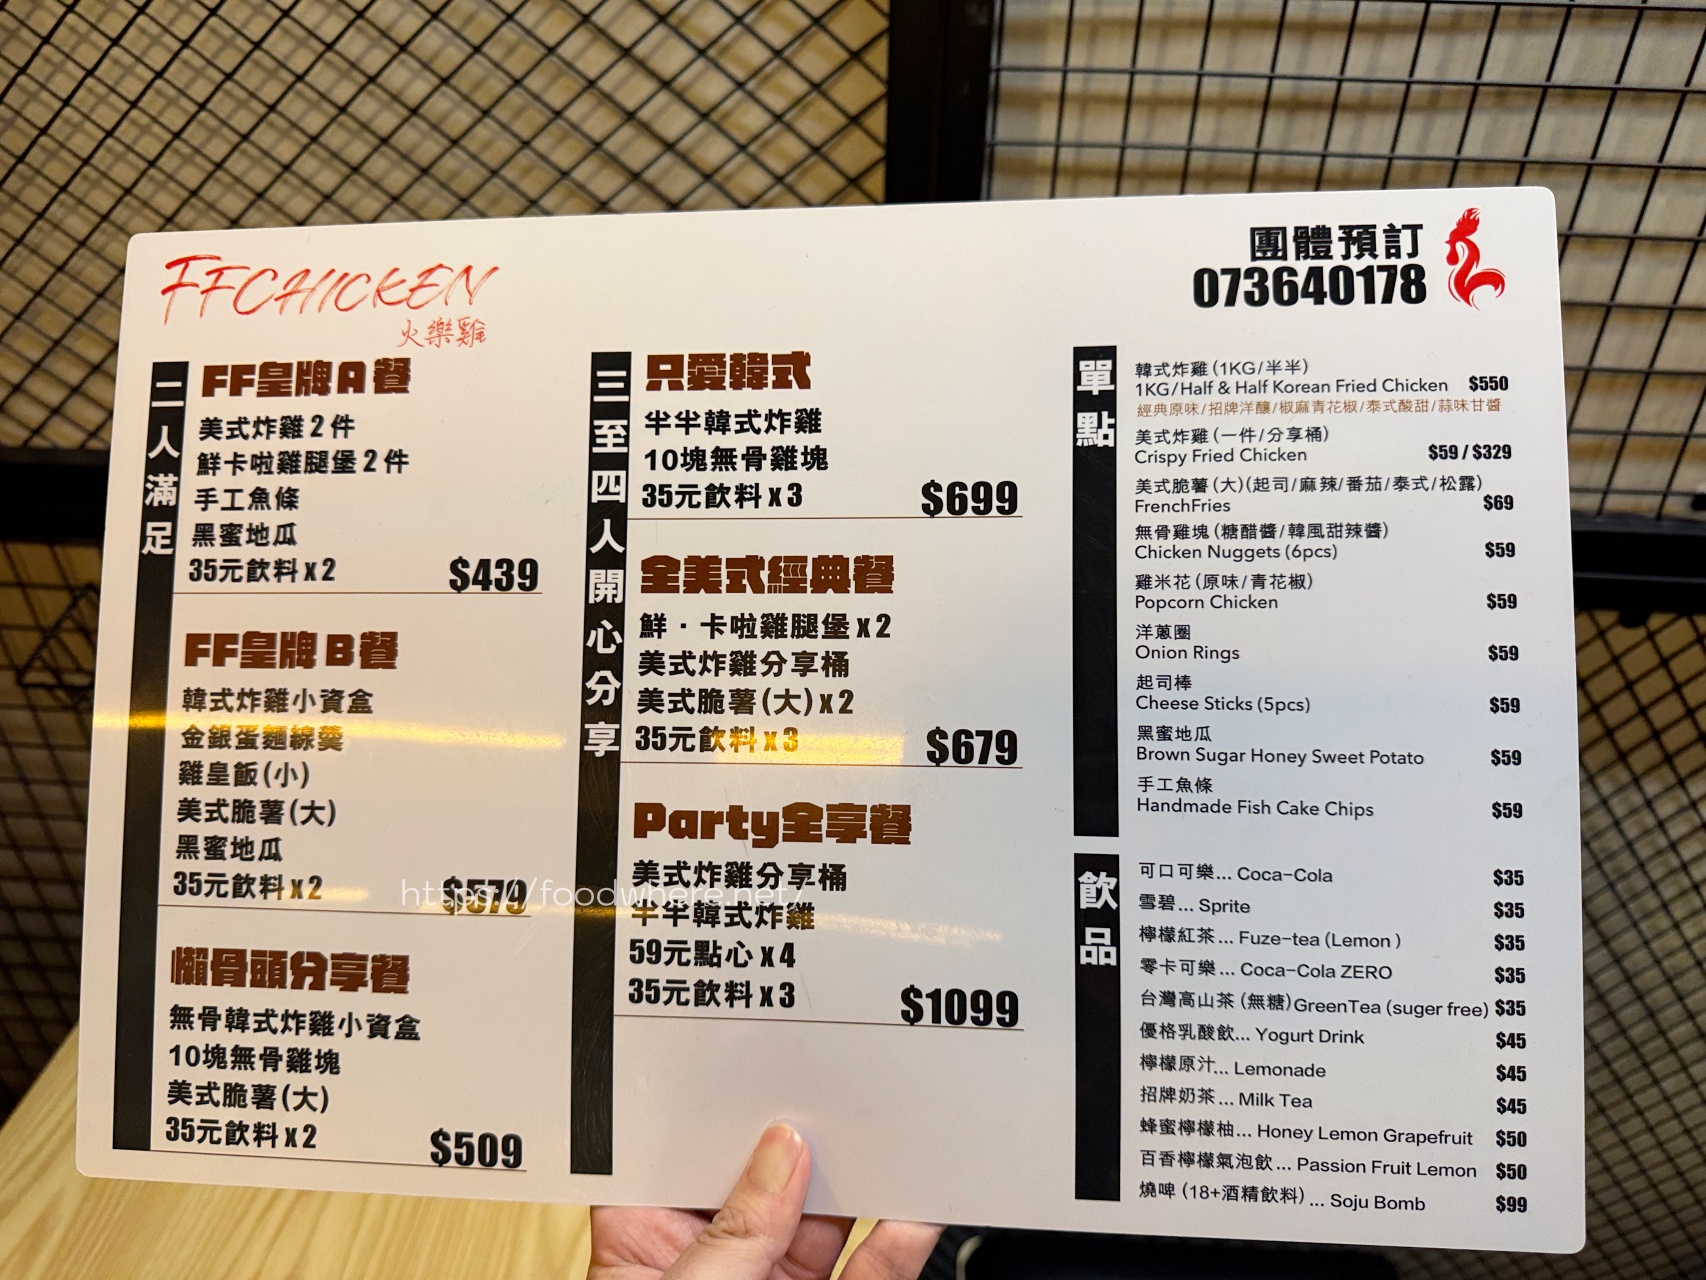 FFCHICKEN
火樂雞
團體預訂
073640178
二人滿足
FF皇牌A餐
美式炸雞2件
鮮卡啦雞腿堡2件
手工魚條
黑蜜地瓜
35元飲料x2 $439
FF皇牌B餐
韓式炸雞小資盒
金銀蛋麵線羹
雞皇飯(小)
美式脆薯(大)
黑蜜地瓜
35元飲料x2 $579
懶骨頭分享餐
無骨韓式炸雞小資盒
10塊無骨雞塊
美式脆薯(大)
35元飲料x2 $509
三至四人開心分享
只愛韓式
半半韓式炸雞
10塊無骨雞塊
35元飲料x3 $699
全美式經典餐
鮮·卡啦雞腿堡x2
美式炸雞分享桶
美式脆薯(大)x2
35元飲料x3 $679
Party全享餐
美式炸雞分享桶
半半韓式炸雞
59元點心x4
35元飲料x3 $1099
單點
韓式炸雞(1KG/半半)
1KG/Half & Half Korean Fried Chicken $550
經典原味/招牌洋釀/椒麻青花椒/泰式酸甜/蒜味甘醬
美式炸雞(一件/分享桶)
Crispy Fried Chicken $59/$329
美式脆薯(大)(起司/麻辣/番茄/泰式/松露)
FrenchFries $69
無骨雞塊(糖醋醬/韓風甜辣醬)
Chicken Nuggets (6pcs) $59
雞米花(原味/青花椒)
Popcorn Chicken $59
洋蔥圈
Onion Rings $59
起司棒
Cheese Sticks (5pcs) $59
黑蜜地瓜
Brown Sugar Honey Sweet Potato $59
手工魚條
Handmade Fish Cake Chips $59
飲品
可口可樂... Coca-Cola $35
雪碧... Sprite $35
檸檬紅茶... Fuze-tea (Lemon) $35
零卡可樂... Coca-Cola ZERO $35
台灣高山茶(無糖)GreenTea (suger free) $35
優格乳酸飲... Yogurt Drink $45
檸檬原汁... Lemonade $45
招牌奶茶... Milk Tea $45
蜂蜜檸檬柚... Honey Lemon Grapefruit $50
百香檸檬氣泡飲... Passion Fruit Lemon $50
燒啤(18+酒精飲料)... Soju Bomb $99
https://foodwhere.net/